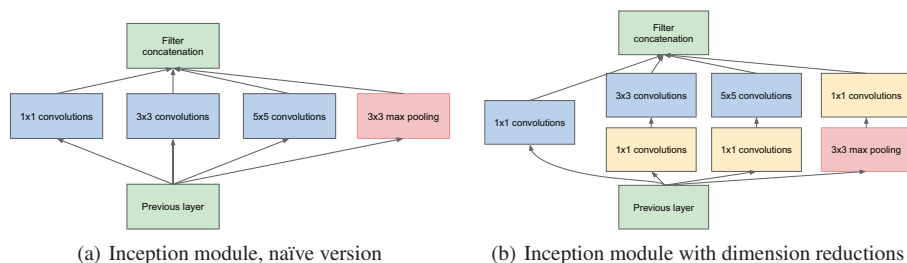 Filter
concatenation
1x1 convolutions
3x3 convolutions
5x5 convolutions
3x3 max pooling
Previous layer
(a) Inception module, naïve version
Filter
concatenation
3x3 convolutions
5x5 convolutions
1x1 convolutions
1x1 convolutions
1x1 convolutions
1x1 convolutions
3x3 max pooling
Previous layer
(b) Inception module with dimension reductions